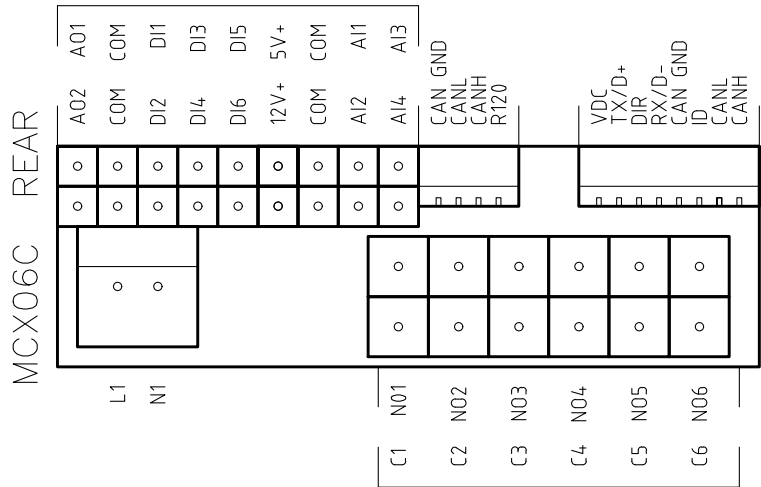 AO1 COM DI1 DI3 DI5 5V+ COM AI1 AI3
AO2 COM DI2 DI4 DI6 12V+ COM AI2 AI4
CAN GND
CANL
CANH
R120
VDC
TX/D+
DIR
RX/D-
CAN GND
ID
CANL
CANH
REAR
MCX06C
L1 N1
NO1 NO2 NO3 NO4 NO5 NO6
C1 C2 C3 C4 C5 C6